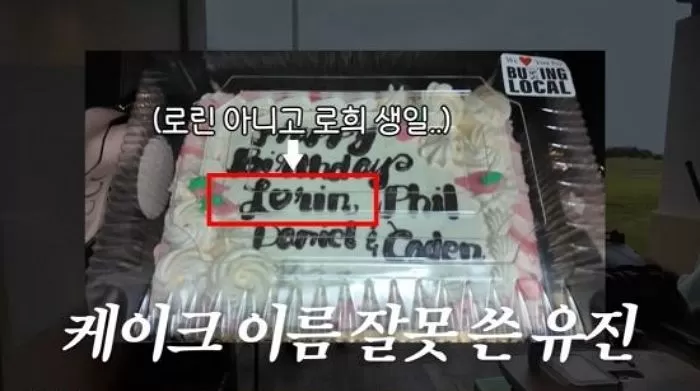 We ♥ You For
BUYING
LOCAL
(로린 아니고 로희 생일..)
Happy
Birthday
Lorin, Phil
Daniel & Caden
케이크 이름 잘못 쓴 유진